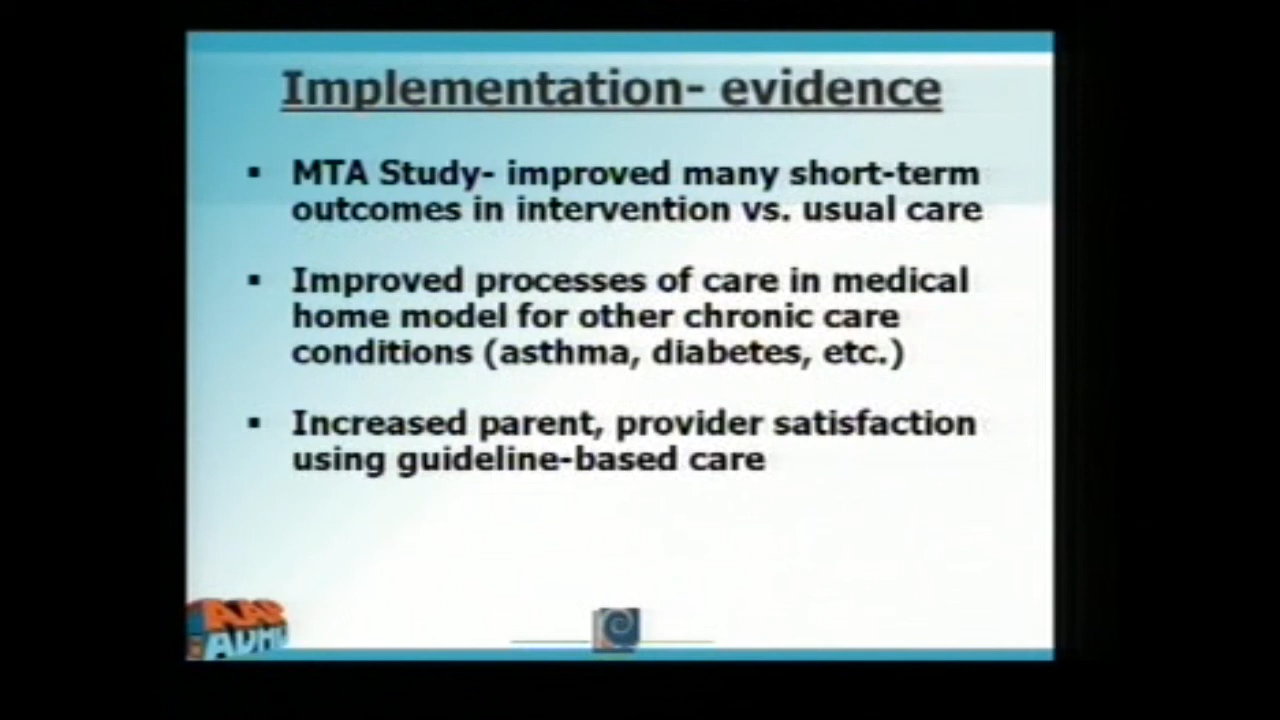 Implementation- evidence
▪ MTA Study- improved many short-term
outcomes in intervention vs. usual care
▪ Improved processes of care in medical
home model for other chronic care
conditions (asthma, diabetes, etc.)
▪ Increased parent, provider satisfaction
using guideline-based care
AAP
ADHD